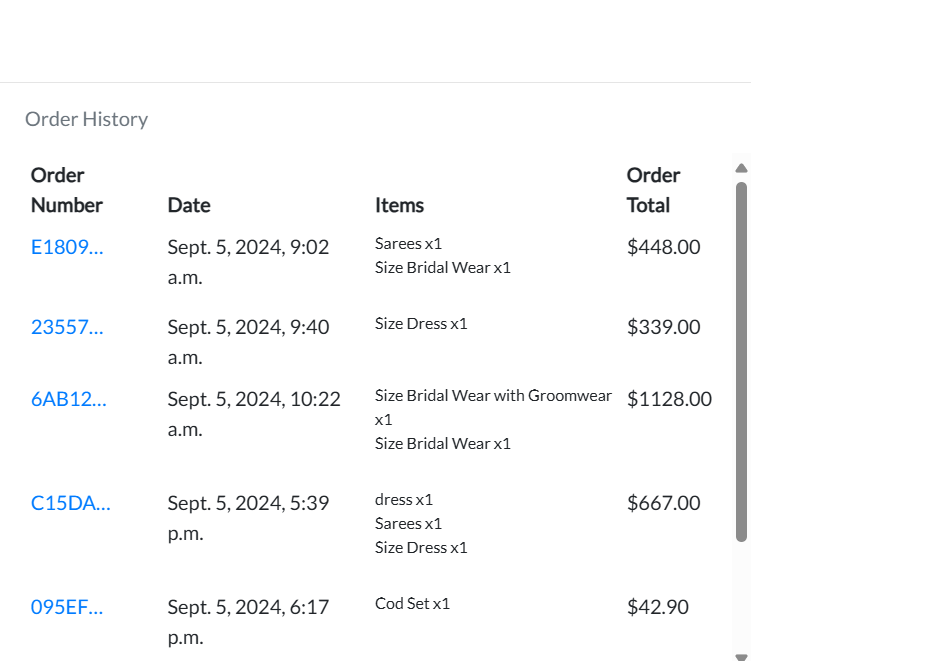 Order History
Order Number Date Items Order Total
E1809... Sept. 5, 2024, 9:02 a.m. Sarees x1 $448.00
Size Bridal Wear x1
23557... Sept. 5, 2024, 9:40 a.m. Size Dress x1 $339.00
6AB12... Sept. 5, 2024, 10:22 a.m. Size Bridal Wear with Groomwear x1 $1128.00
Size Bridal Wear x1
C15DA... Sept. 5, 2024, 5:39 p.m. dress x1 $667.00
Sarees x1
Size Dress x1
095EF... Sept. 5, 2024, 6:17 p.m. Cod Set x1 $42.90